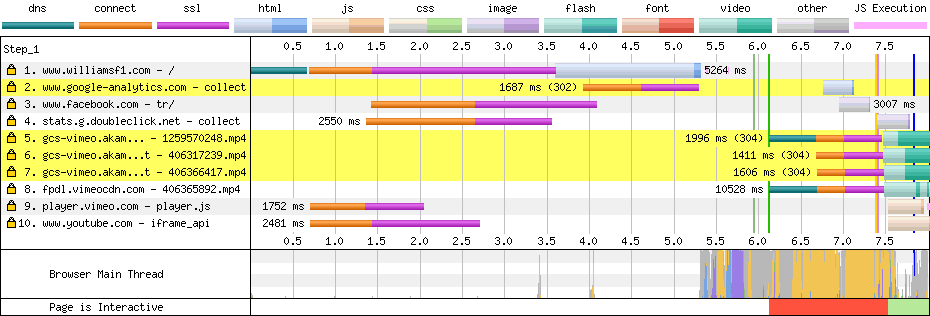 dns connect ssl html js css image flash font video other JS Execution
Step_1 0.5 1.0 1.5 2.0 2.5 3.0 3.5 4.0 4.5 5.0 5.5 6.0 6.5 7.0 7.5
1. www.williamsf1.com - / 5264 ms
2. www.google-analytics.com - collect 1687 ms (302)
3. www.facebook.com - tr/ 3007 ms
4. stats.g.doubleclick.net - collect 2550 ms
5. gcs-vimeo.akam... - 1259570248.mp4 1996 ms (304)
6. gcs-vimeo.akam...t - 406317239.mp4 1411 ms (304)
7. gcs-vimeo.akam...t - 406366417.mp4 1606 ms (304)
8. fpdl.vimeocdn.com - 406365892.mp4 10528 ms
9. player.vimeo.com - player.js 1752 ms
10. www.youtube.com - iframe_api 2481 ms
0.5 1.0 1.5 2.0 2.5 3.0 3.5 4.0 4.5 5.0 5.5 6.0 6.5 7.0 7.5
Browser Main Thread
Page is Interactive